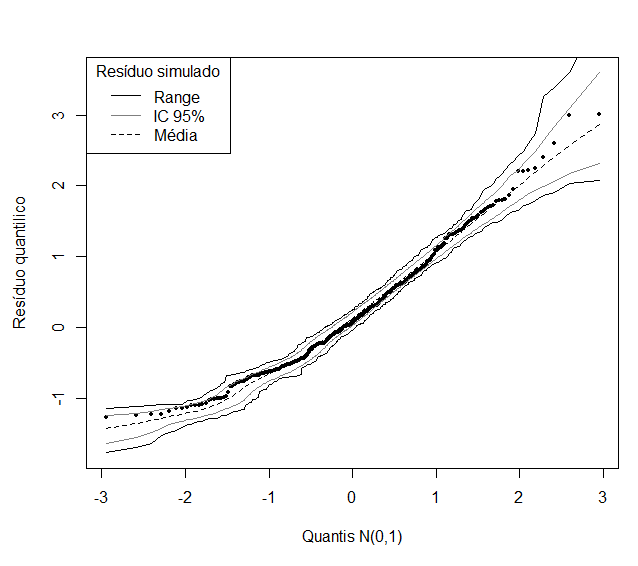 Resíduo simulado
Range
IC 95%
Média
Resíduo quantílico
3
2
1
0
-1
-3
-2
-1
0
1
2
3
Quantis N(0,1)